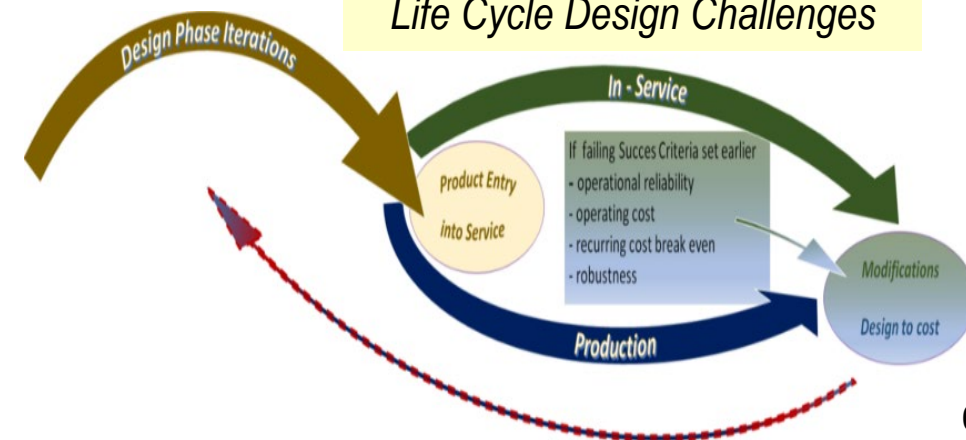 Life Cycle Design Challenges
Design Phase Iterations
In - Service
Product Entry
into Service
If failing Succes Criteria set earlier
- operational reliability
- operating cost
- recurring cost break even
- robustness
Modifications
Design to cost
Production